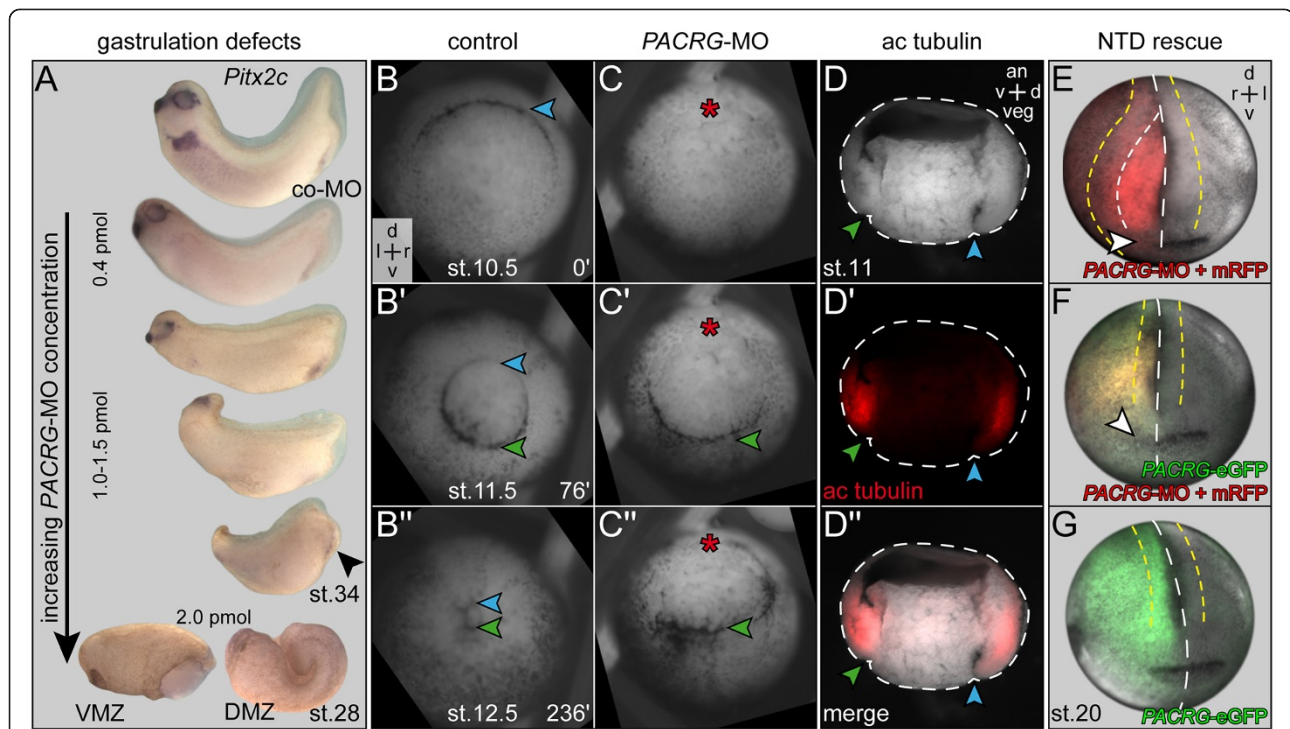 gastrulation defects
control
PACRG-MO
ac tubulin
NTD rescue
A
Pitx2c
co-MO
increasing PACRG-MO concentration
0.4 pmol
1.0-1.5 pmol
st.34
2.0 pmol
VMZ
DMZ
st.28
B
d
l r
v
st.10.5
0'
B'
st.11.5
76'
B''
st.12.5
236'
C
*
C'
*
C''
*
D
an
v d
veg
st.11
D'
ac tubulin
D''
merge
E
d
r l
v
PACRG-MO + mRFP
F
PACRG-eGFP
PACRG-MO + mRFP
G
st.20
PACRG-eGFP